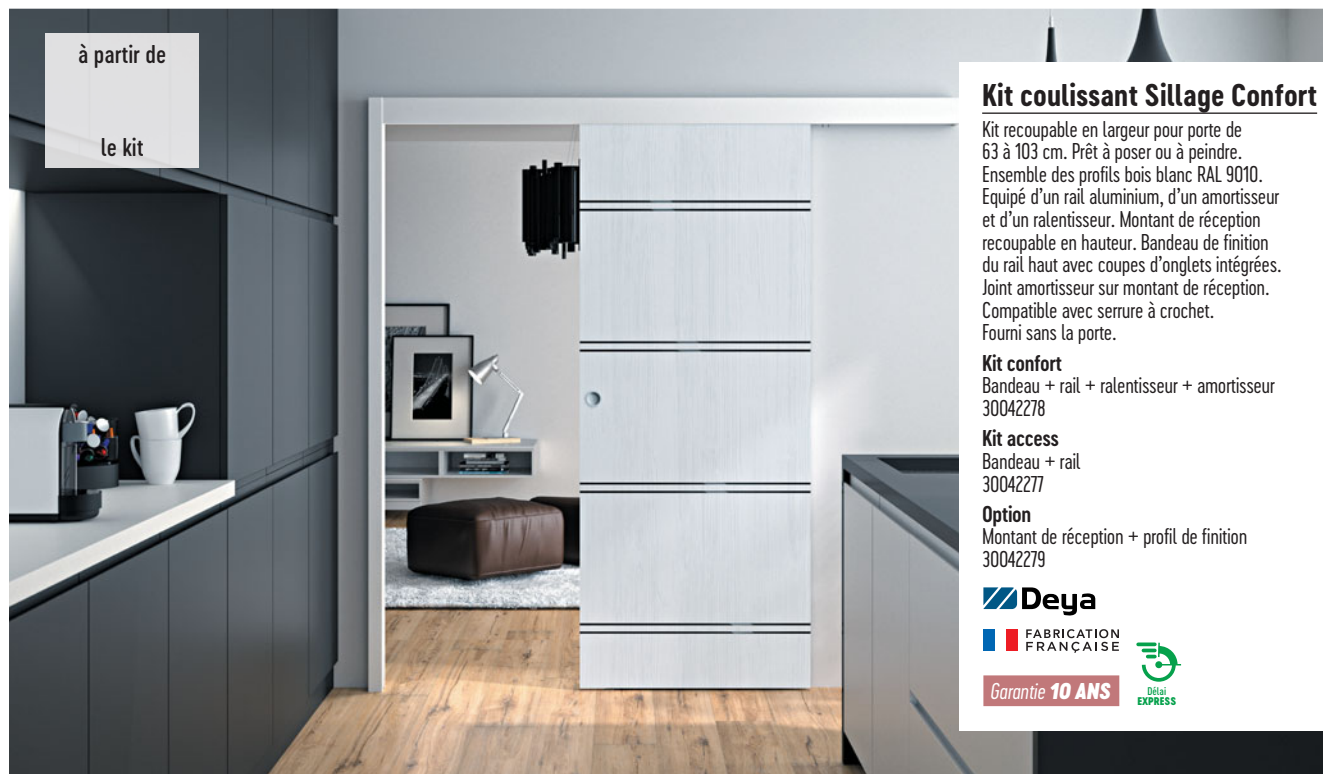 à partir de
le kit
Kit coulissant Sillage Confort
Kit recoupable en largeur pour porte de
63 à 103 cm. Prêt à poser ou à peindre.
Ensemble des profils bois blanc RAL 9010.
Equipé d'un rail aluminium, d'un amortisseur
et d'un ralentisseur. Montant de réception
recoupable en hauteur. Bandeau de finition
du rail haut avec coupes d'onglets intégrées.
Joint amortisseur sur montant de réception.
Compatible avec serrure à crochet.
Fourni sans la porte.
Kit confort
Bandeau + rail + ralentisseur + amortisseur
30042278
Kit access
Bandeau + rail
30042277
Option
Montant de réception + profil de finition
30042279
Deya
FABRICATION
FRANÇAISE
Garantie 10 ANS
Délai
EXPRESS